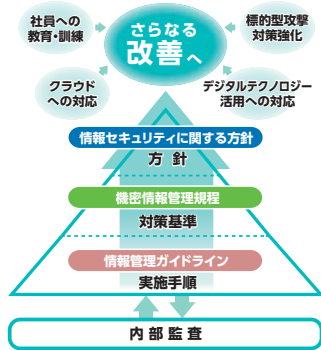 社員への
教育・訓練
さらなる
改善へ
標的型攻撃
対策強化
クラウド
への対応
デジタルテクノロジー
活用への対応
情報セキュリティに関する方針
方針
機密情報管理規程
対策基準
情報管理ガイドライン
実施手順
内部監査